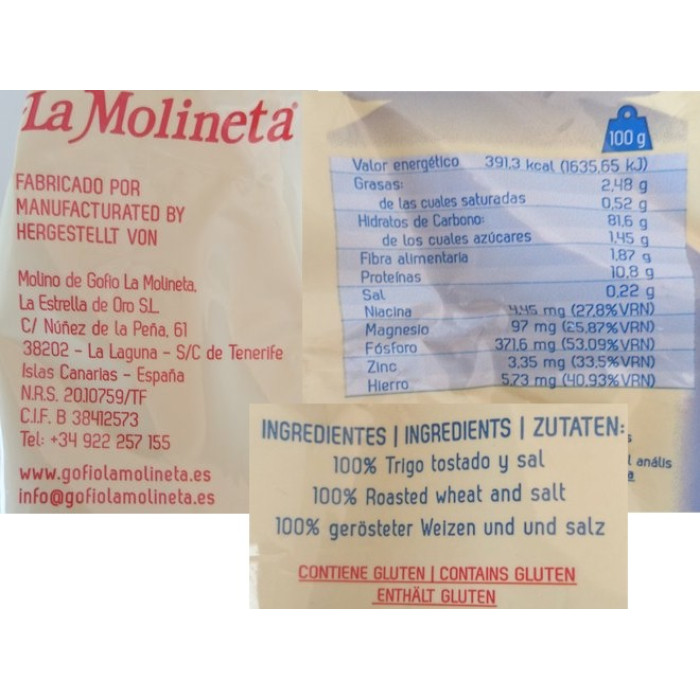 La Molineta
FABRICADO POR
MANUFACTURATED BY
HERGESTELLT VON
Molino de Gofio La Molineta,
La Estrella de Oro S.L.
C/ Núñez de la Peña, 61
38202 - La Laguna - S/C de Tenerife
Islas Canarias - España
N.R.S. 20.10759/TF
C.I.F. B 38412573
Tel: +34 922 257 155
www.gofiolamolineta.es
info@gofiolamolineta.es
100 g
Valor energético 391,3 kcal (1635,65 kJ)
Grasas: 2,48 g
de las cuales saturadas 0,52 g
Hidratos de Carbono: 81,6 g
de los cuales azúcares 1,45 g
Fibra alimentaria 1,87 g
Proteínas 10,8 g
Sal 0,22 g
Niacina 4,45 mg (27,8%VRN)
Magnesio 97 mg (25,87%VRN)
Fósforo 371,6 mg (53,09%VRN)
Zinc 3,35 mg (33,5%VRN)
Hierro 5,73 mg (40,93%VRN)
INGREDIENTES | INGREDIENTS | ZUTATEN:
100% Trigo tostado y sal
100% Roasted wheat and salt
100% gerösteter Weizen und und salz
CONTIENE GLUTEN | CONTAINS GLUTEN
ENTHÄLT GLUTEN